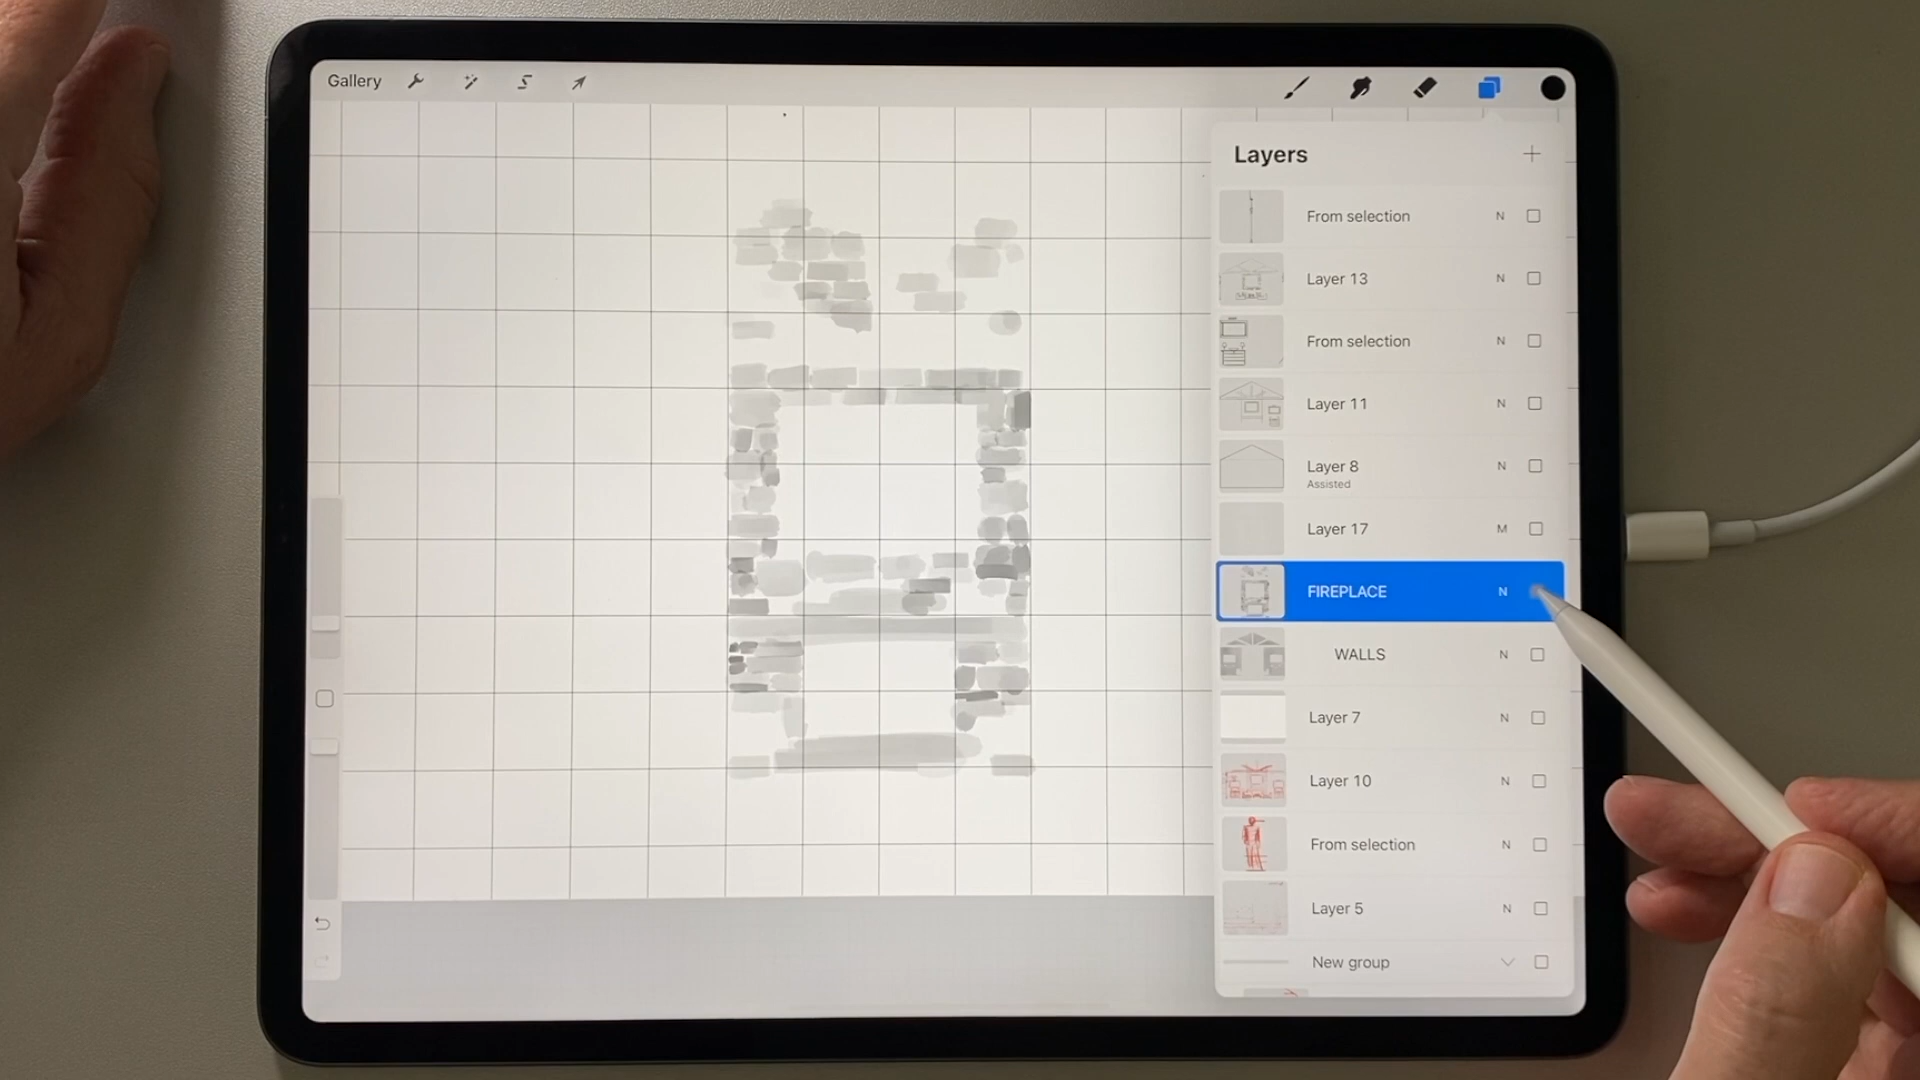 Gallery
Layers
From selection N
Layer 13 N
From selection N
Layer 11 N
Layer 8 N
Assisted
Layer 17 M
FIREPLACE N
WALLS N
Layer 7 N
Layer 10 N
From selection N
Layer 5 N
New group